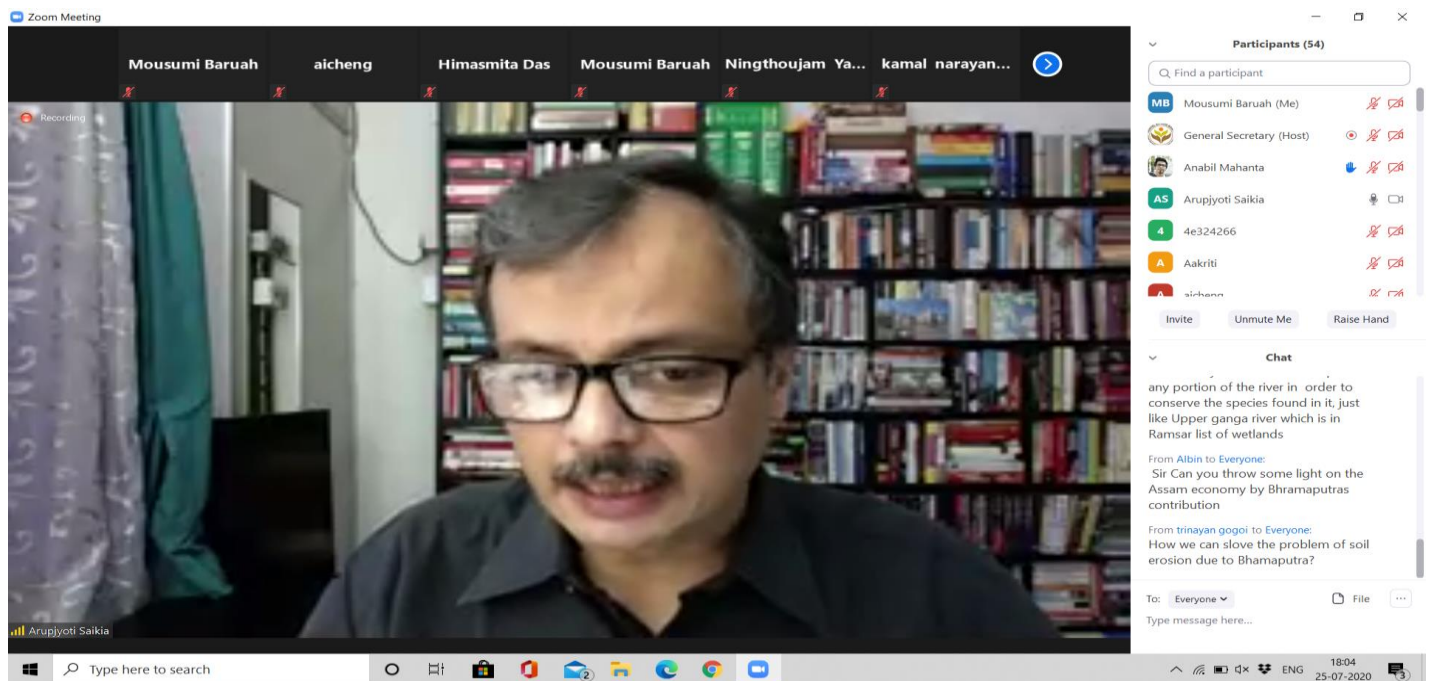 Zoom Meeting
Mousumi Baruah
aicheng
Himasmita Das
Mousumi Baruah
Ningthoujam Ya...
kamal narayan...
Recording
Arupjyoti Saikia
Participants (54)
Find a participant
MB Mousumi Baruah (Me)
General Secretary (Host)
Anabil Mahanta
AS Arupjyoti Saikia
4 4e324266
A Aakriti
A aicheng
Invite Unmute Me Raise Hand
Chat
any portion of the river in order to
conserve the species found in it, just
like Upper ganga river which is in
Ramsar list of wetlands
From Albin to Everyone:
Sir Can you throw some light on the
Assam economy by Bhramaputras
contribution
From trinayan gogoi to Everyone:
How we can slove the problem of soil
erosion due to Bhamaputra?
To: Everyone File ...
Type message here...
Type here to search
2
ENG
18:04
25-07-2020
3